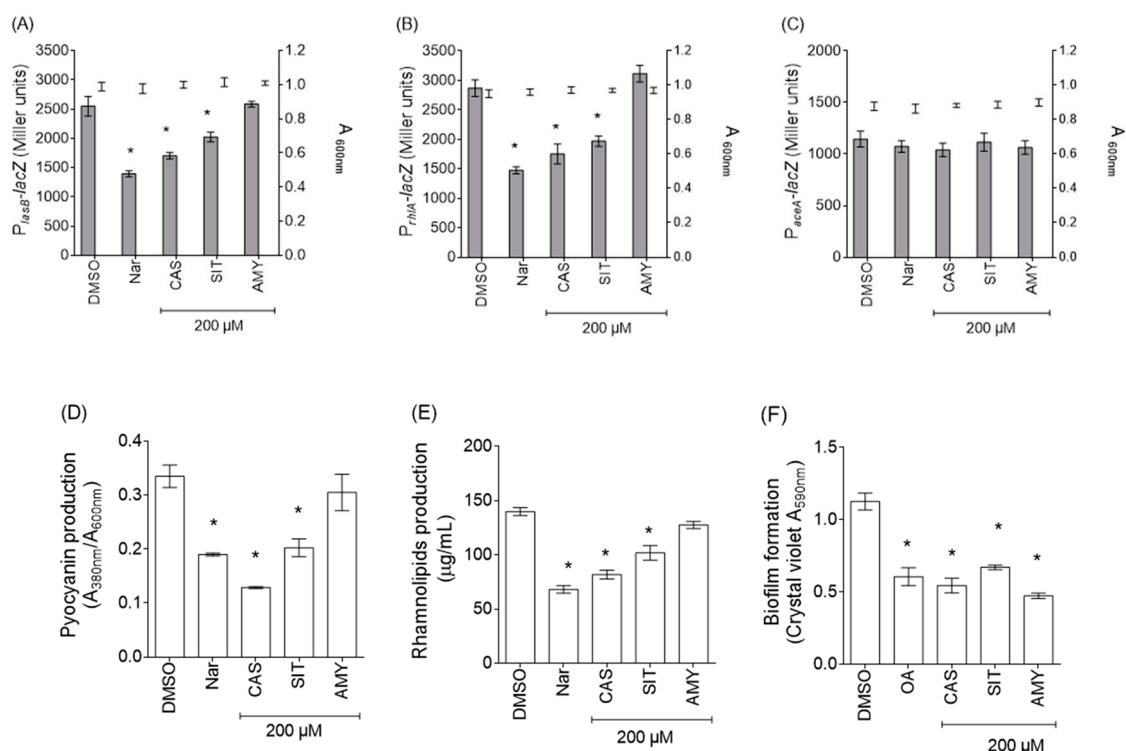 (A)
P_lasB-lacZ (Miller units)
3500
3000
2500
2000
1500
1000
500
0
1.2
1.0
0.8
0.6
0.4
0.2
0.0
A 600nm
*
*
*
DMSO
Nar
CAS
SIT
AMY
200 µM
(B)
P_rhlA-lacZ (Miller units)
3500
3000
2500
2000
1500
1000
500
0
1.2
1.0
0.8
0.6
0.4
0.2
0.0
A 600nm
*
*
*
DMSO
Nar
CAS
SIT
AMY
200 µM
(C)
P_aceA-lacZ (Miller units)
2000
1500
1000
500
0
1.2
1.0
0.8
0.6
0.4
0.2
0.0
A 600nm
DMSO
Nar
CAS
SIT
AMY
200 µM
(D)
Pyocyanin production
(A380nm/A600nm)
0.4
0.3
0.2
0.1
0.0
*
*
*
DMSO
Nar
CAS
SIT
AMY
200 µM
(E)
Rhamnolipids production
(µg/mL)
200
150
100
50
0
*
*
*
DMSO
Nar
CAS
SIT
AMY
200 µM
(F)
Biofilm formation
(Crystal violet A590nm)
1.5
1.0
0.5
0.0
*
*
*
*
DMSO
OA
CAS
SIT
AMY
200 µM